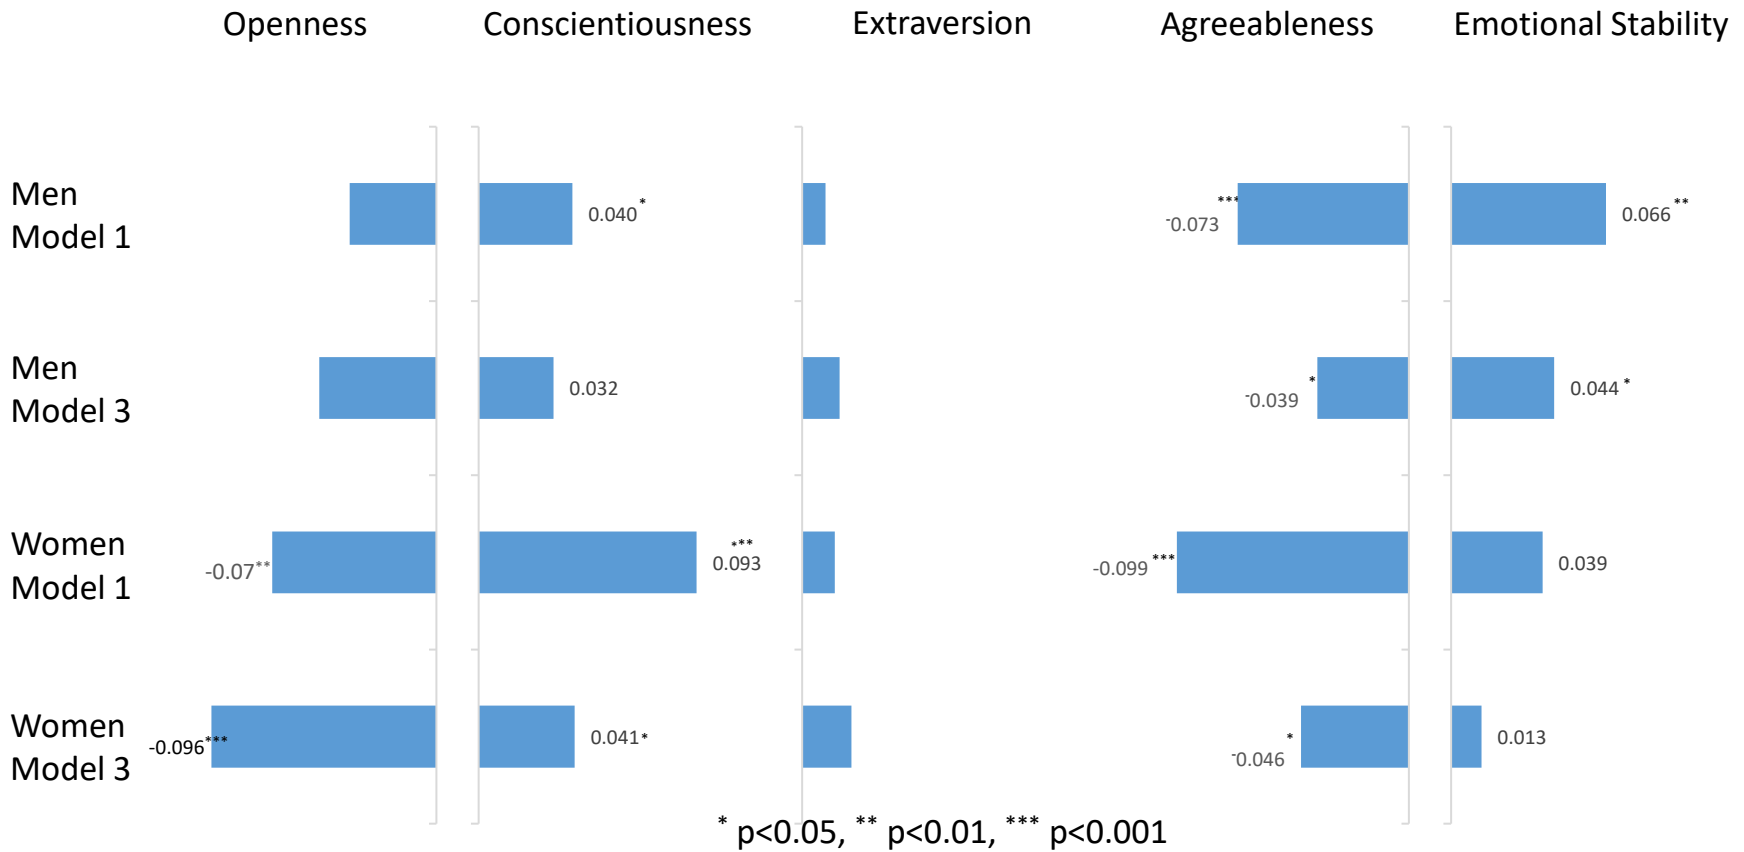 Openness Conscientiousness Extraversion Agreeableness Emotional Stability
Men
Model 1
0.040 *
-0.073 ***
0.066 **
Men
Model 3
0.032
-0.039 *
0.044 *
Women
Model 1
-0.07 **
0.093 ***
-0.099 ***
0.039
Women
Model 3
-0.096 ***
0.041 *
-0.046 *
0.013
* p<0.05, ** p<0.01, *** p<0.001